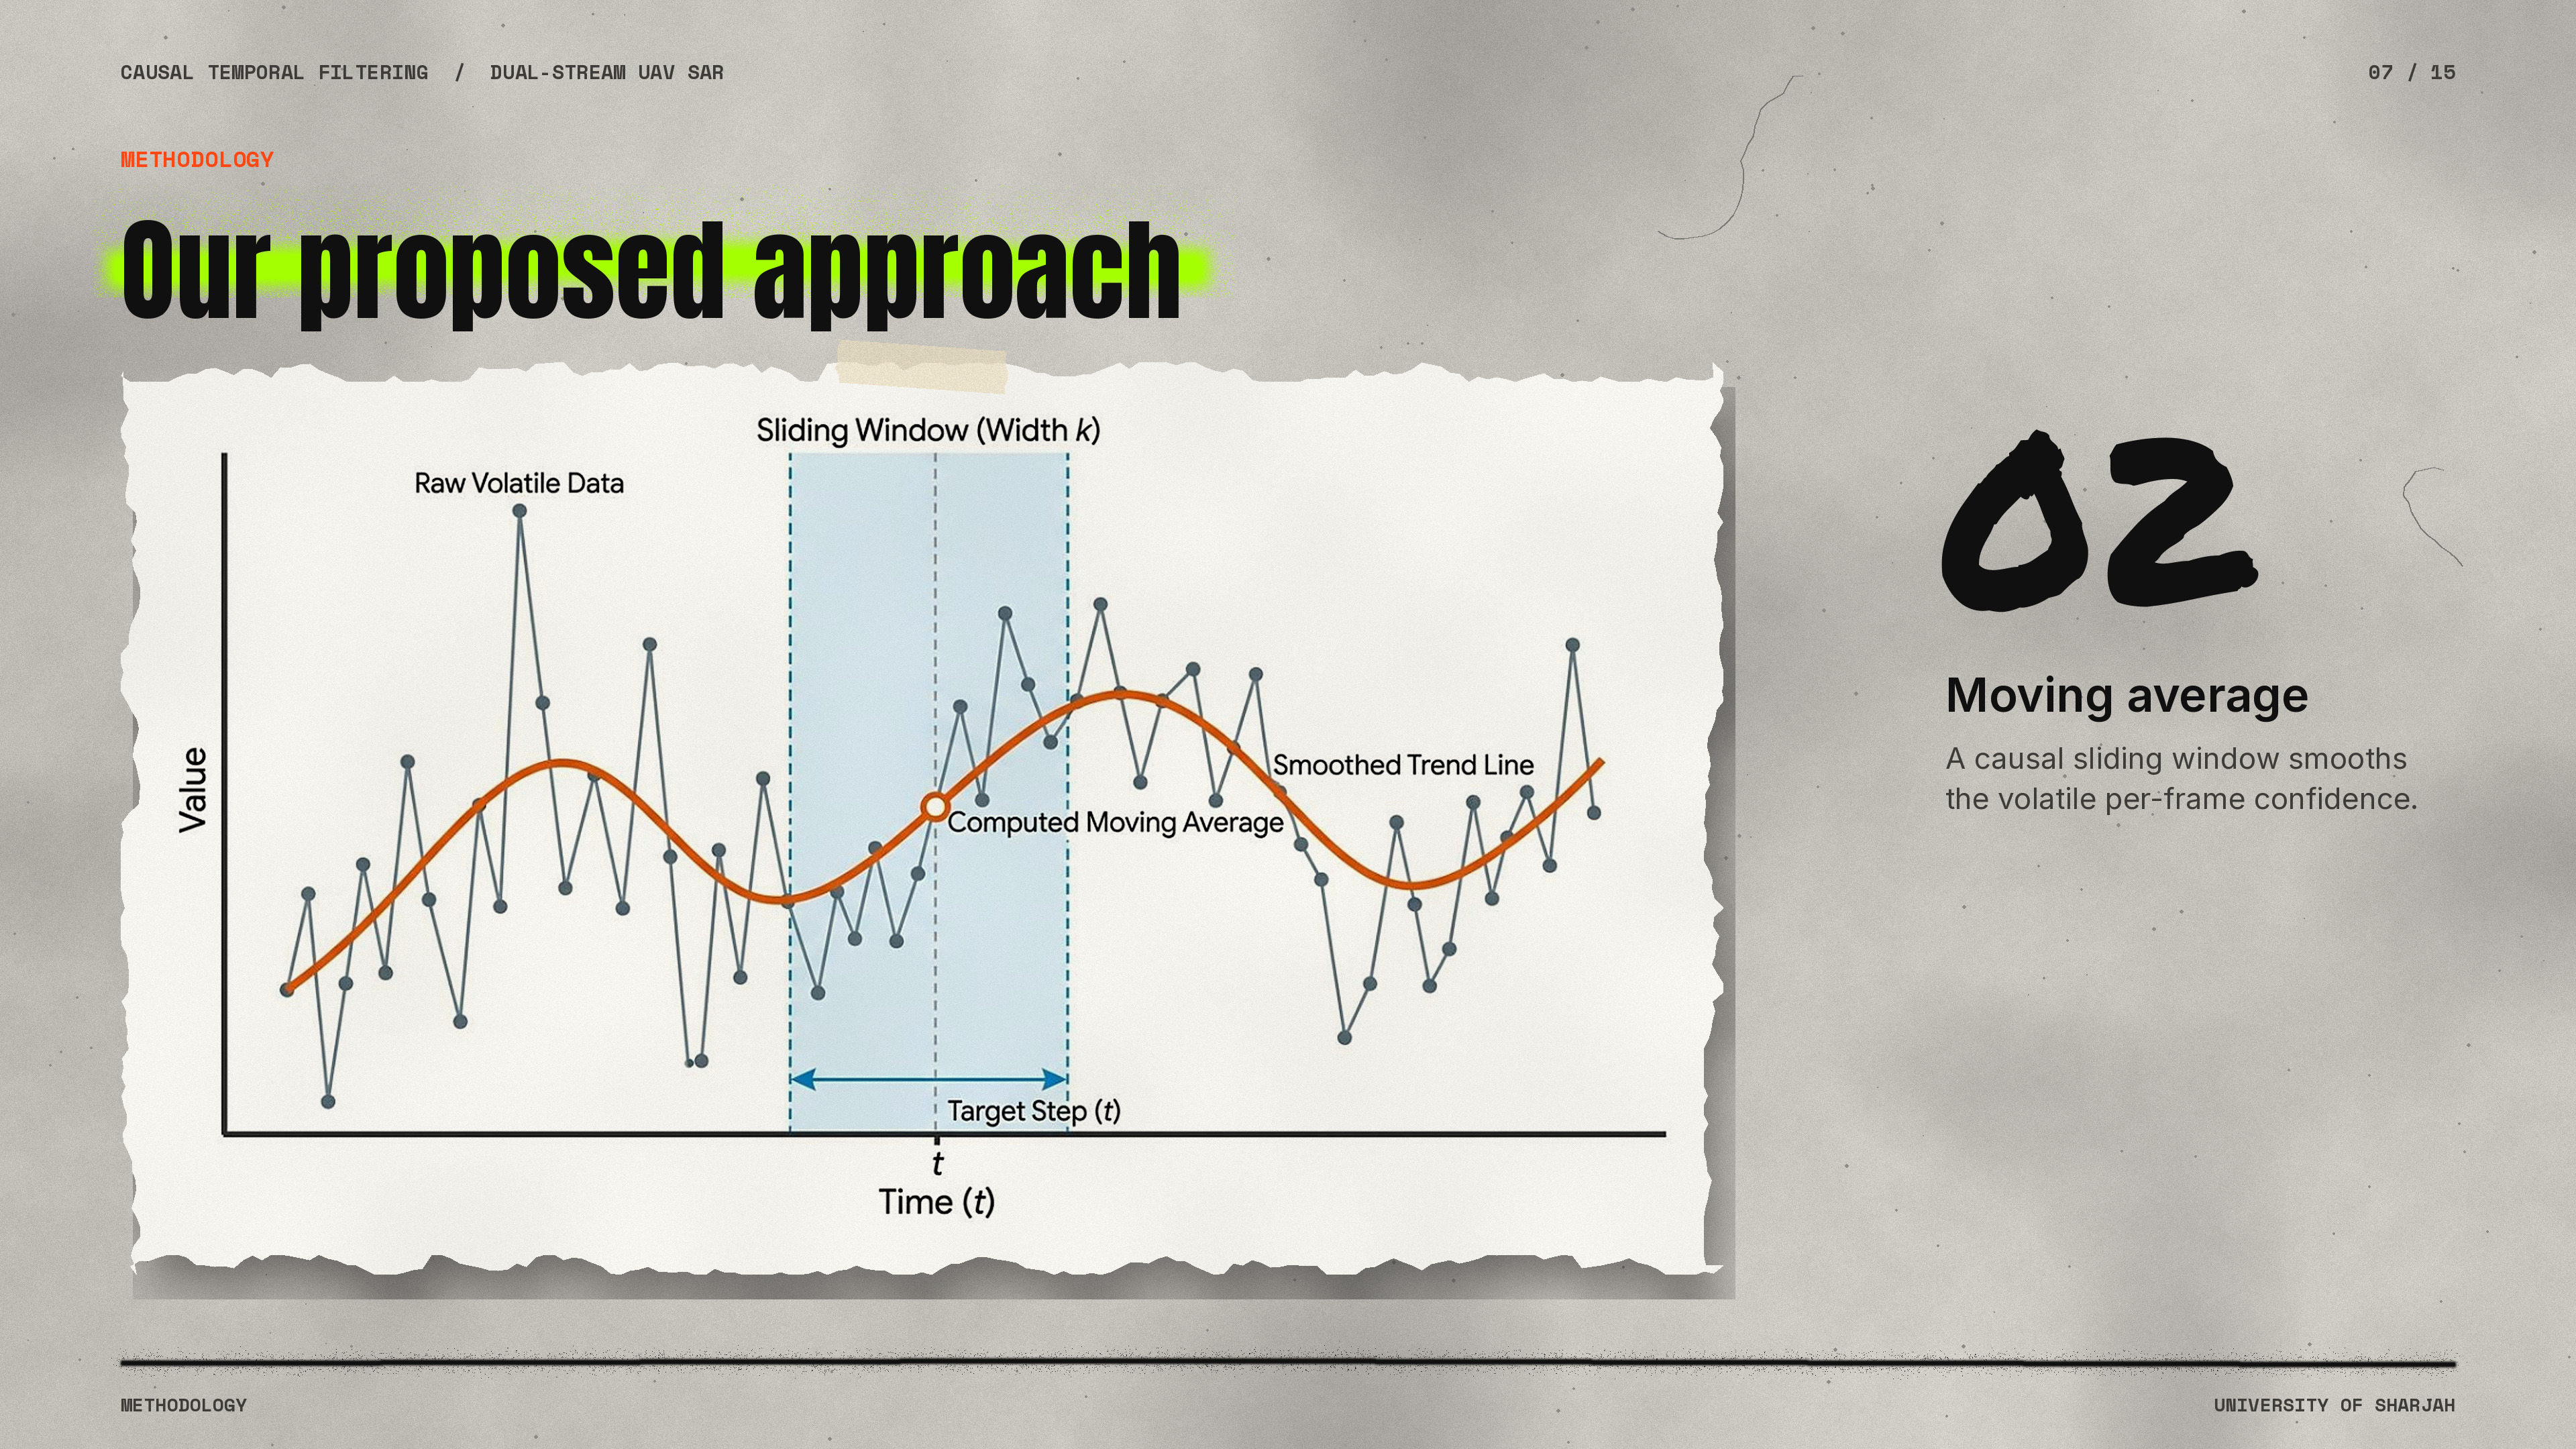 CAUSAL TEMPORAL FILTERING / DUAL-STREAM UAV SAR
07 / 15
METHODOLOGY
Our proposed approach
Sliding Window (Width k)
Raw Volatile Data
Value
Smoothed Trend Line
Computed Moving Average
Target Step (t)
t
Time (t)
02
Moving average
A causal sliding window smooths
the volatile per-frame confidence.
METHODOLOGY
UNIVERSITY OF SHARJAH